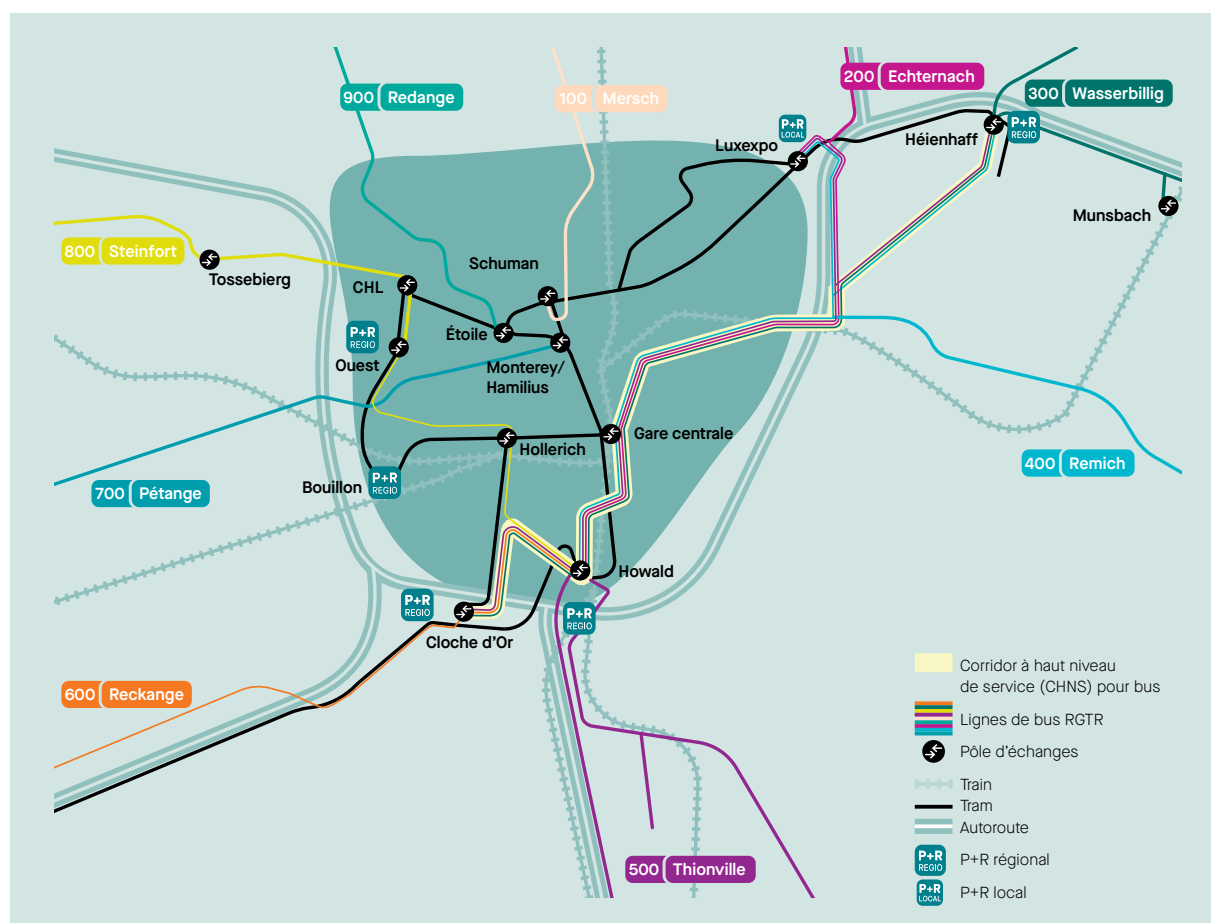 900 Redange
100 Mersch
200 Echternach
300 Wasserbillig
P+R
LOCAL
Luxexpo
Héienhaff
P+R
REGIO
Munsbach
800 Steinfort
Tossebierg
CHL
Schuman
Étoile
P+R
REGIO
Ouest
Monterey/
Hamilius
Gare centrale
Hollerich
400 Remich
700 Pétange
Bouillon
P+R
REGIO
Howald
P+R
REGIO
P+R
REGIO
Cloche d'Or
600 Reckange
500 Thionville
Corridor à haut niveau
de service (CHNS) pour bus
Lignes de bus RGTR
Pôle d'échanges
Train
Tram
Autoroute
P+R
REGIO
P+R régional
P+R
LOCAL
P+R local